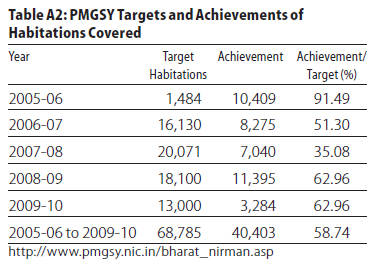 Table A2: PMGSY Targets and Achievements of
Habitations Covered
Year Target Achievement Achievement/
Habitations Target (%)
2005-06 1,484 10,409 91.49
2006-07 16,130 8,275 51.30
2007-08 20,071 7,040 35.08
2008-09 18,100 11,395 62.96
2009-10 13,000 3,284 62.96
2005-06 to 2009-10 68,785 40,403 58.74
http://www.pmgsy.nic.in/bharat_nirman.asp